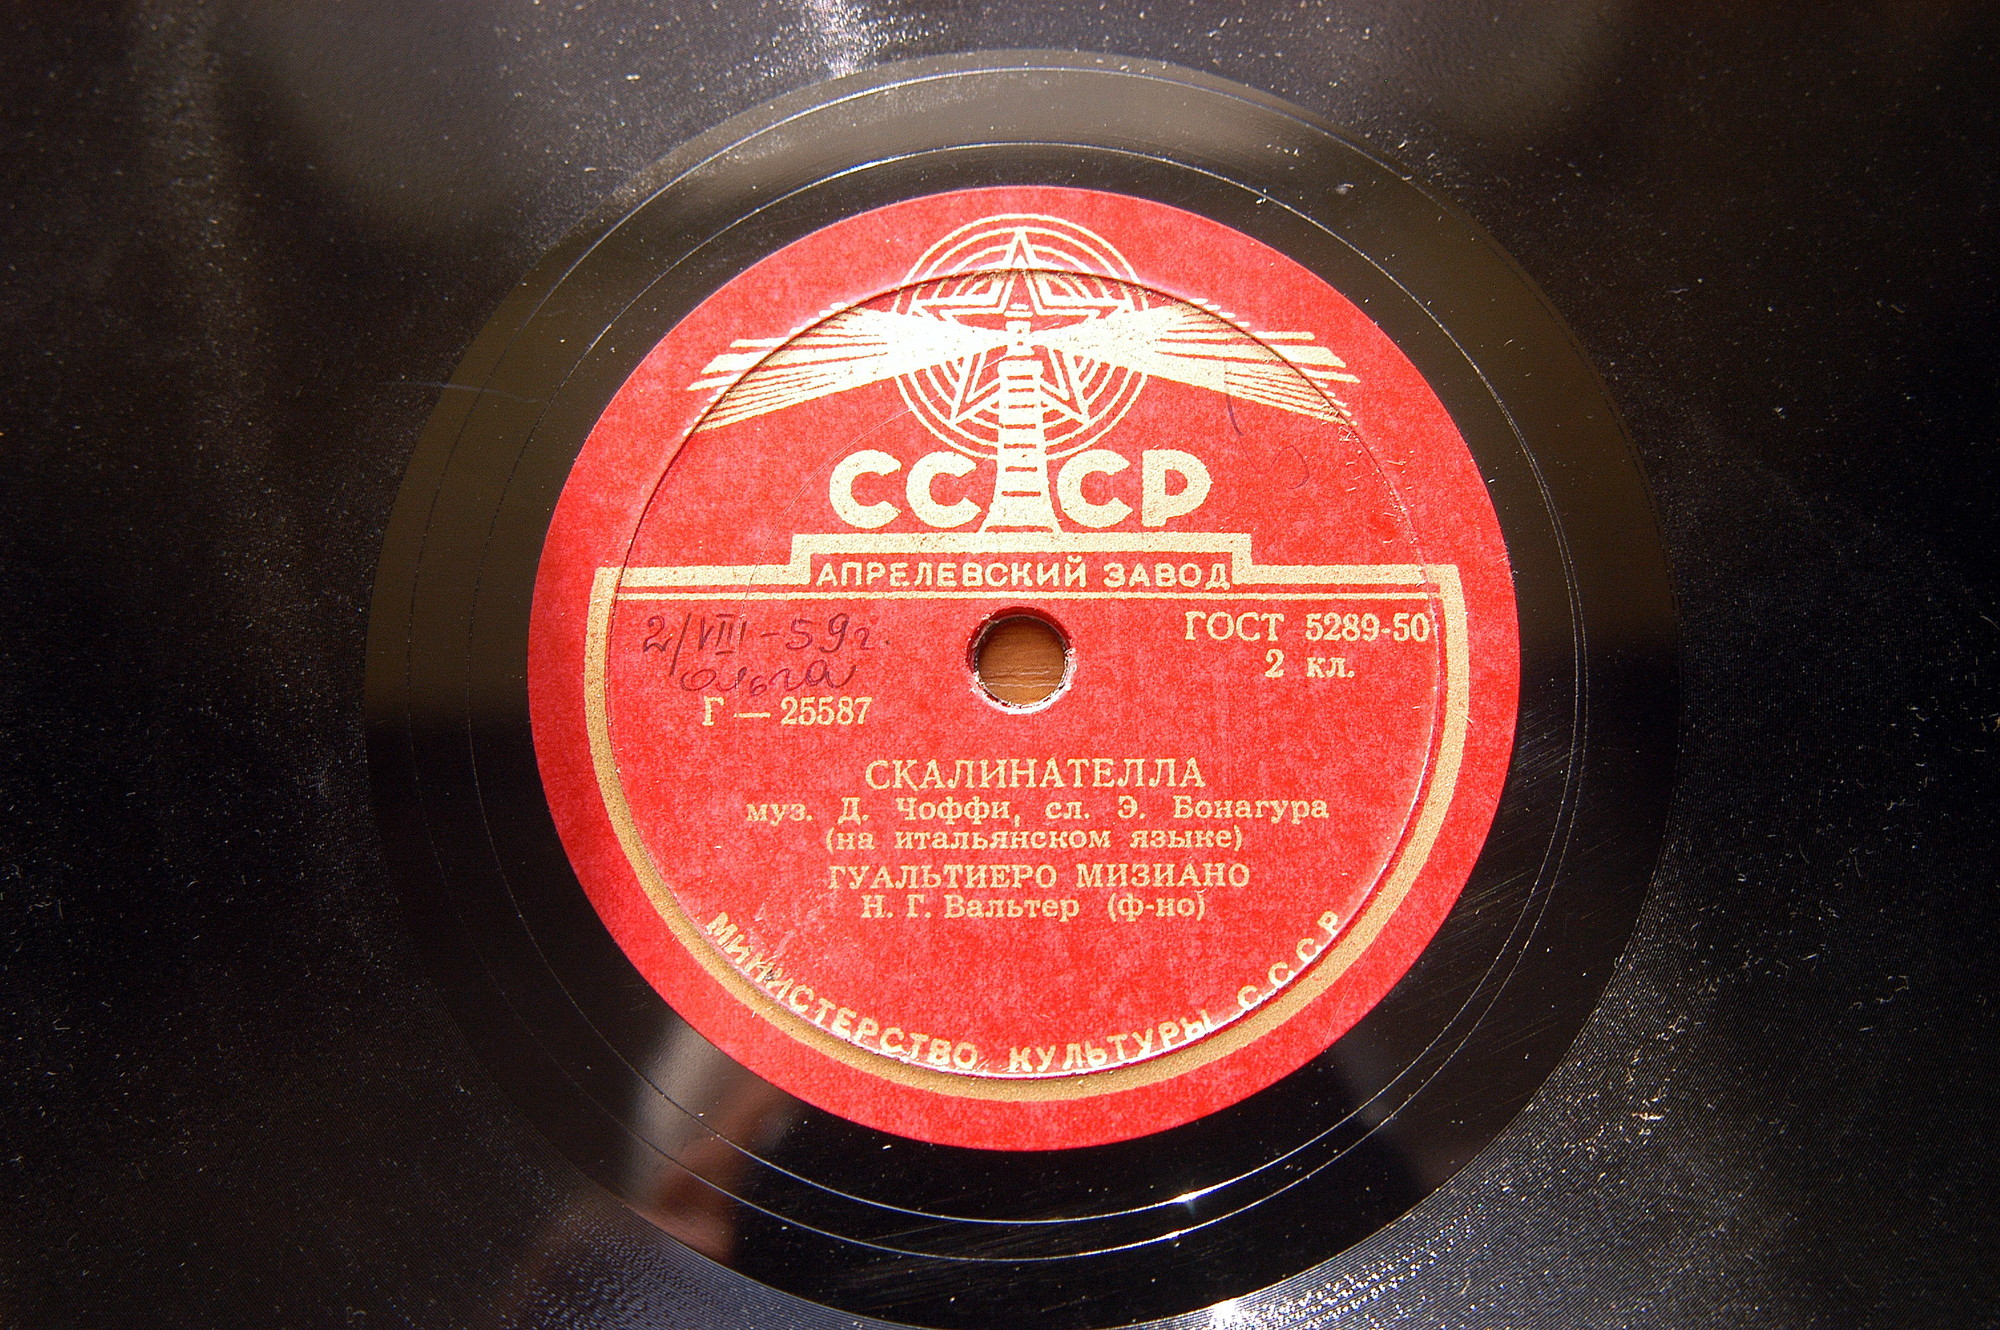 СССР
АПРЕЛЕВСКИЙ ЗАВОД
2/VIII-59г.
ольга
ГОСТ 5289-50
2 кл.
Г — 25587
СКАЛИНАТЕЛЛА
муз. Д. Чоффи, сл. Э. Бонагура
(на итальянском языке)
ГУАЛЬТИЕРО МИЗИАНО
Н. Г. Вальтер (ф-но)
МИНИСТЕРСТВО КУЛЬТУРЫ СССР